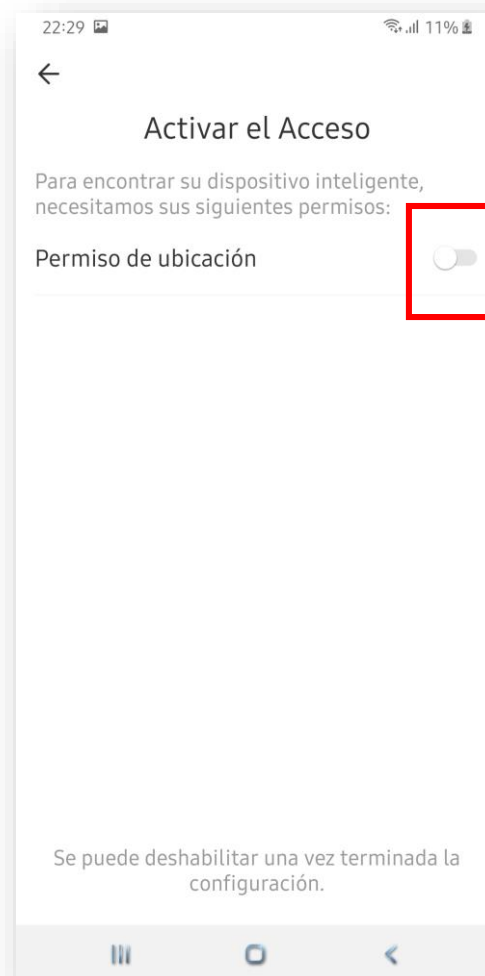 22:29 11%
Activar el Acceso
Para encontrar su dispositivo inteligente,
necesitamos sus siguientes permisos:
Permiso de ubicación
Se puede deshabilitar una vez terminada la
configuración.